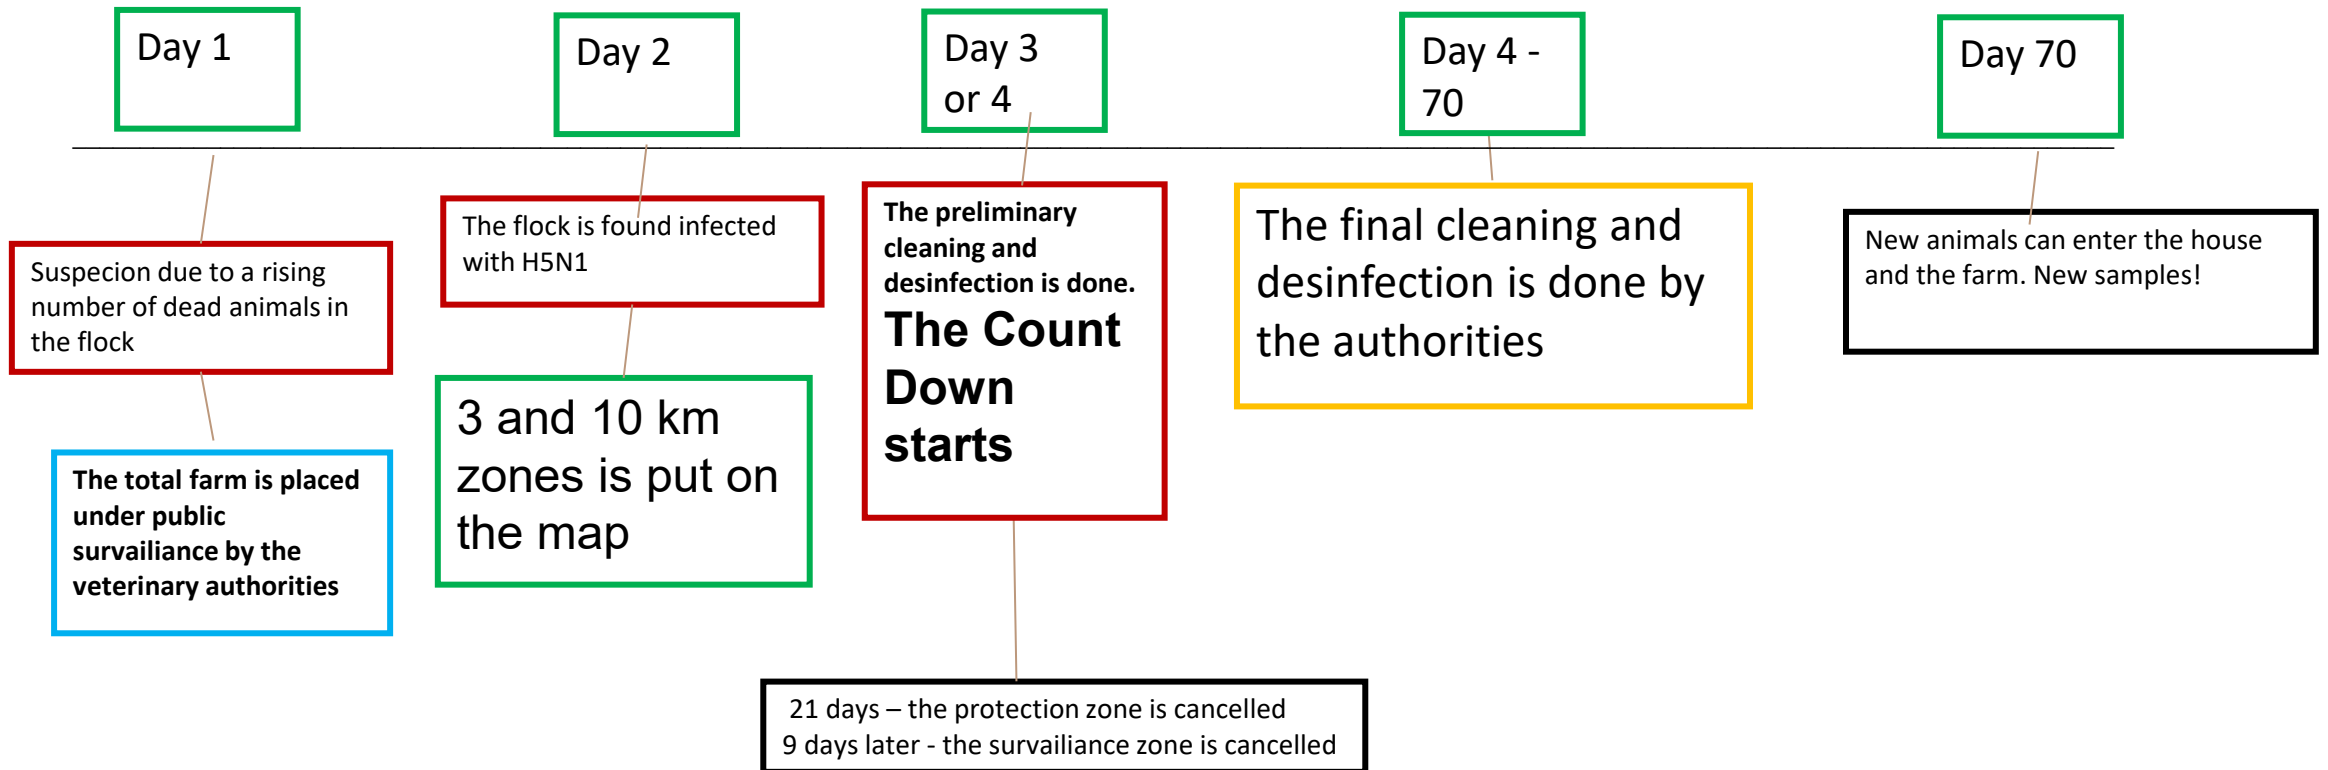 Day 1
Day 2
Day 3
or 4
Day 4 -
70
Day 70
Suspecion due to a rising
number of dead animals in
the flock
The total farm is placed
under public
survailiance by the
veterinary authorities
The flock is found infected
with H5N1
3 and 10 km
zones is put on
the map
The preliminary
cleaning and
desinfection is done.
The Count
Down
starts
21 days – the protection zone is cancelled
9 days later - the survailiance zone is cancelled
The final cleaning and
desinfection is done by
the authorities
New animals can enter the house
and the farm. New samples!